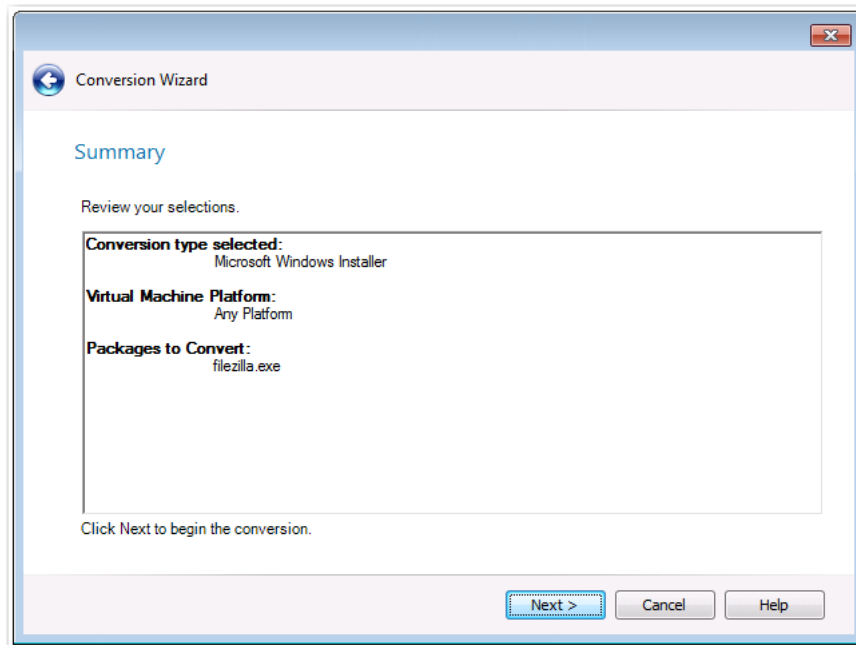 Conversion Wizard
Summary
Review your selections.
Conversion type selected:
Microsoft Windows Installer
Virtual Machine Platform:
Any Platform
Packages to Convert:
filezilla.exe
Click Next to begin the conversion.
Next >
Cancel
Help